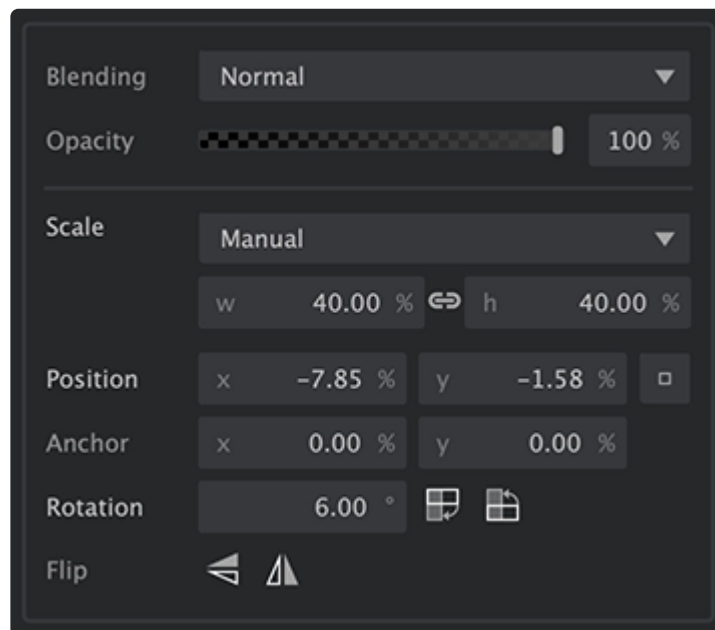 Blending Normal
Opacity 100 %
Scale Manual
w 40.00 % h 40.00 %
Position x -7.85 % y -1.58 %
Anchor x 0.00 % y 0.00 %
Rotation 6.00 °
Flip